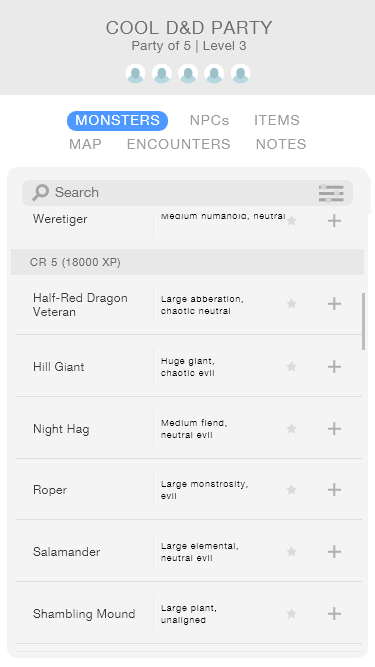 COOL D&D PARTY
Party of 5 | Level 3
MONSTERS NPCs ITEMS
MAP ENCOUNTERS NOTES
Search
Weretiger Medium humanoid, neutral
CR 5 (18000 XP)
Half-Red Dragon
Veteran
Large abberation,
chaotic neutral
Hill Giant
Huge giant,
chaotic evil
Night Hag
Medium fiend,
neutral evil
Roper
Large monstrosity,
evil
Salamander
Large elemental,
neutral evil
Shambling Mound
Large plant,
unaligned